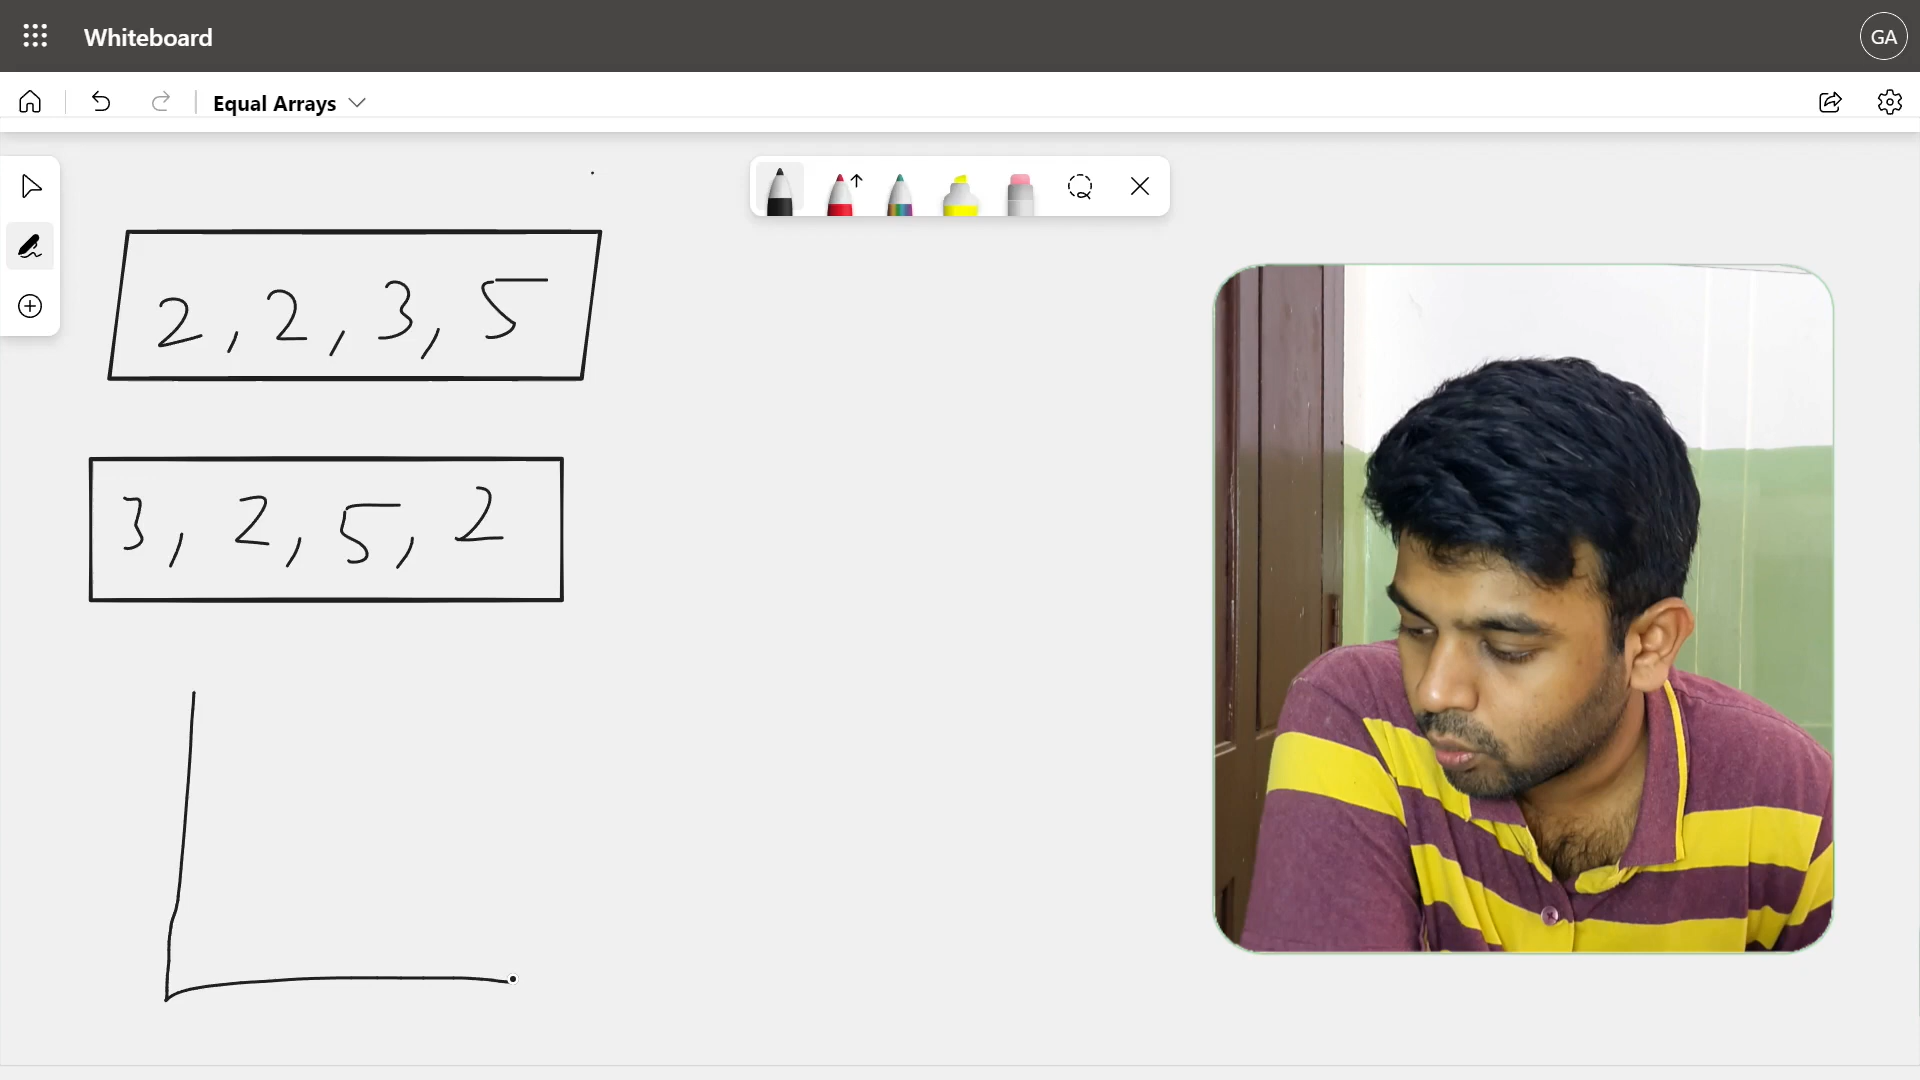 Whiteboard
GA
Equal Arrays
2, 2, 3, 5
3, 2, 5, 2